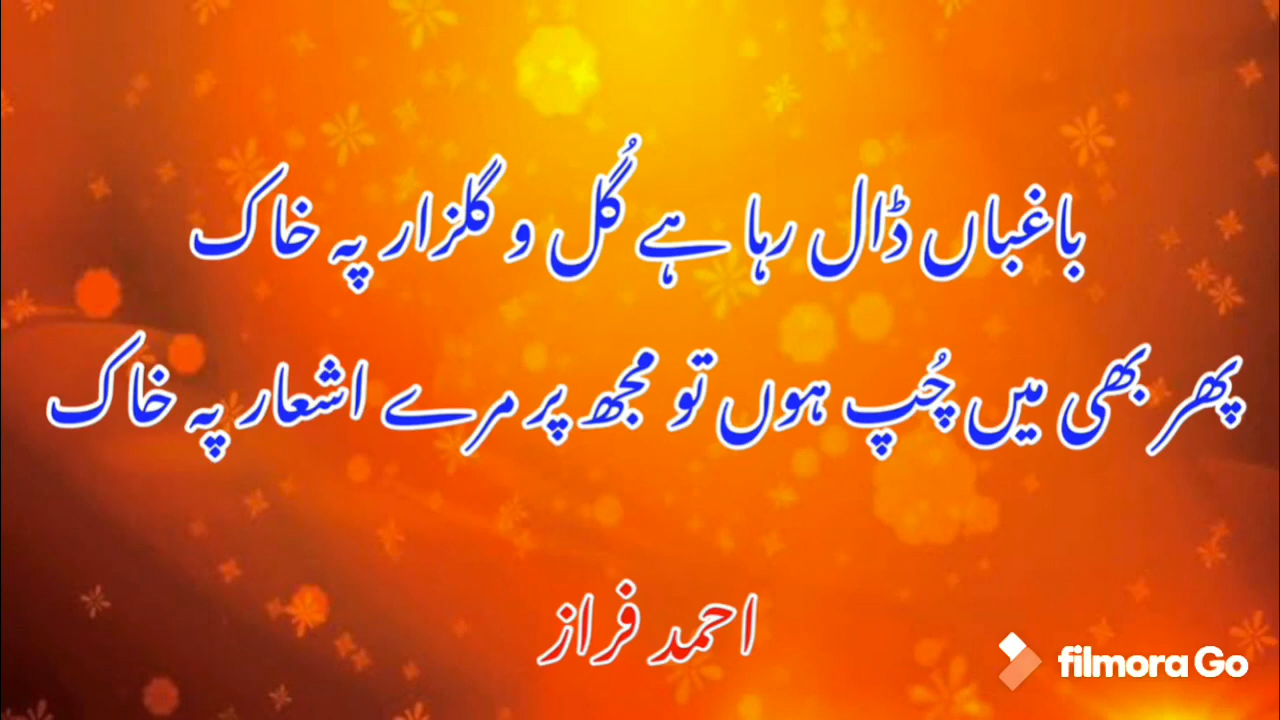 باغباں ڈال رہا ہے گُل و گلزار پہ خاک
پھر بھی میں چُپ ہوں تو مجھ پر مرے اشعار پہ خاک
احمد فراز
filmora Go